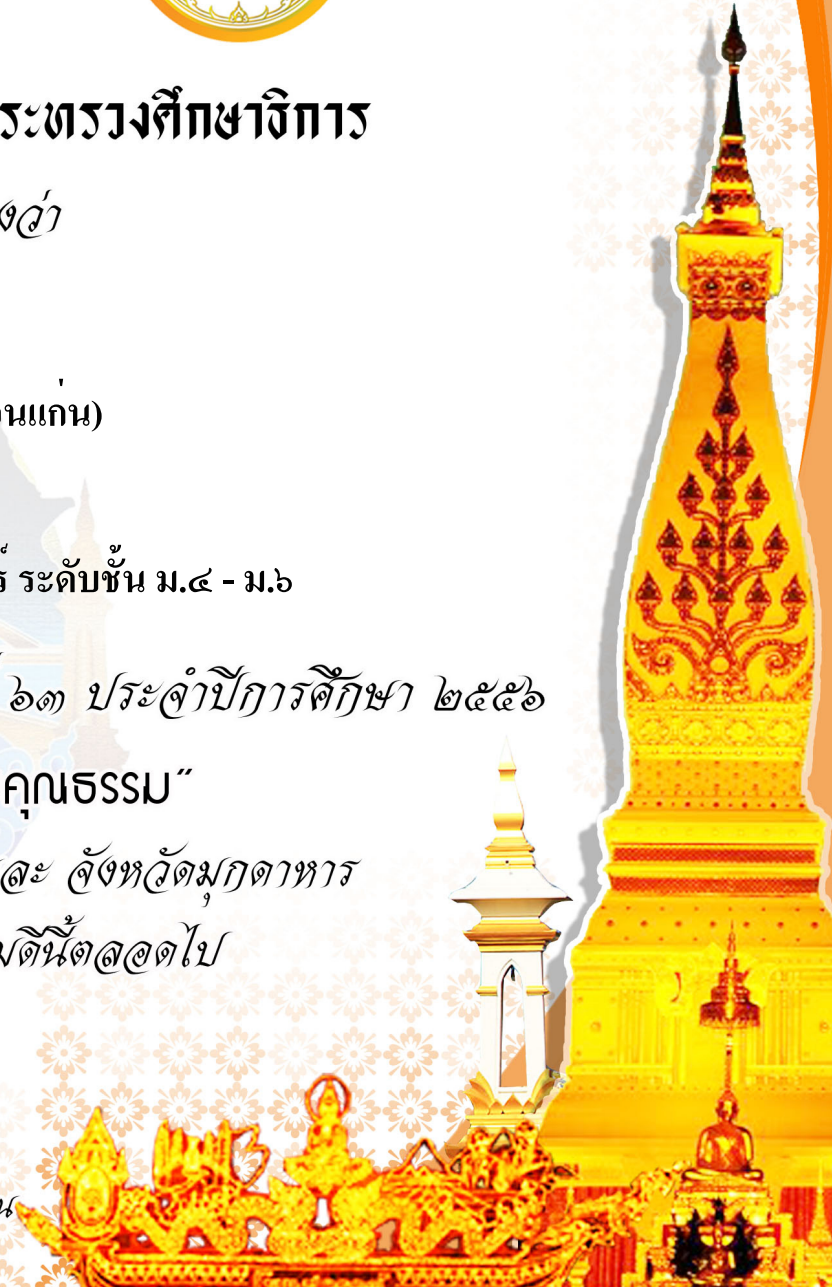 ระทรวงศึกษาธิการ
งว่า
อนแก่น)
ร์ ระดับชั้น ม.๔ - ม.๖
๖๓ ประจำปีการศึกษา ๒๕๕๖
คุณธรรม"
ละ จังหวัดมุกดาหาร
มดีนี้ตลอดไป
น